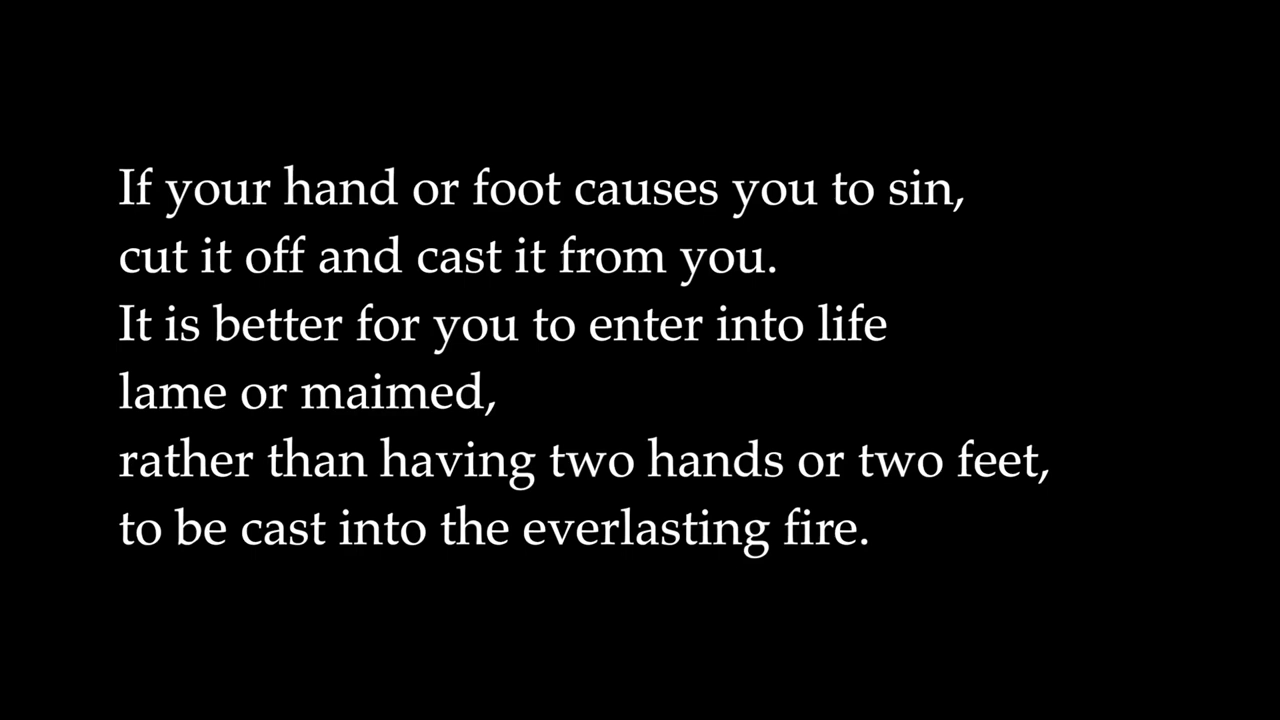 If your hand or foot causes you to sin,
cut it off and cast it from you.
It is better for you to enter into life
lame or maimed,
rather than having two hands or two feet,
to be cast into the everlasting fire.